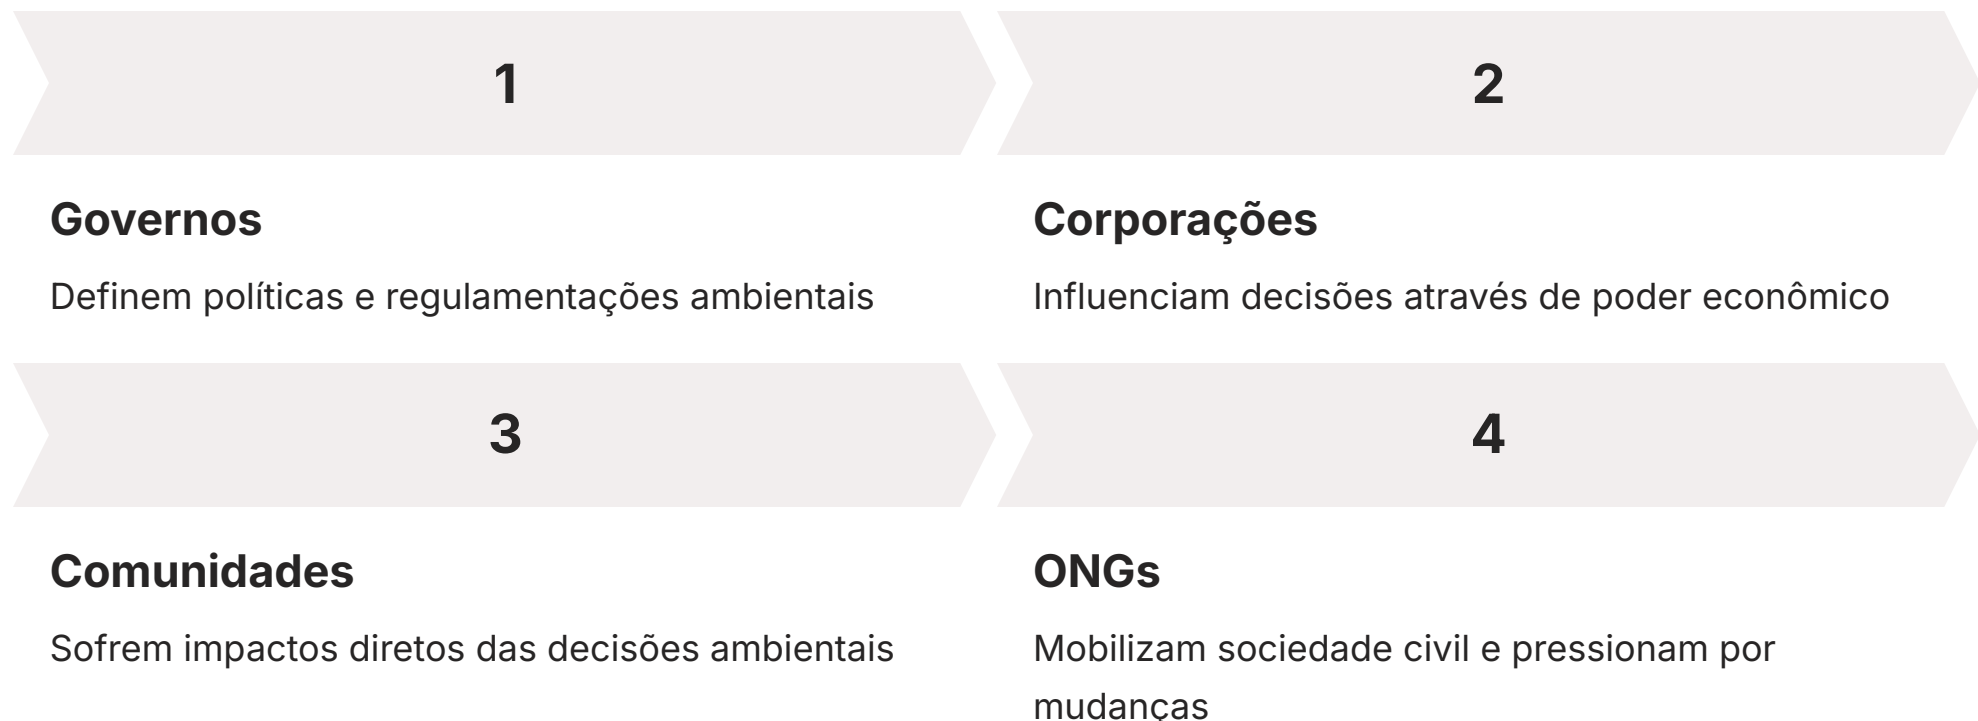 1
2
Governos
Definem políticas e regulamentações ambientais
Corporações
Influenciam decisões através de poder econômico
3
4
Comunidades
Sofrem impactos diretos das decisões ambientais
ONGs
Mobilizam sociedade civil e pressionam por
mudanças